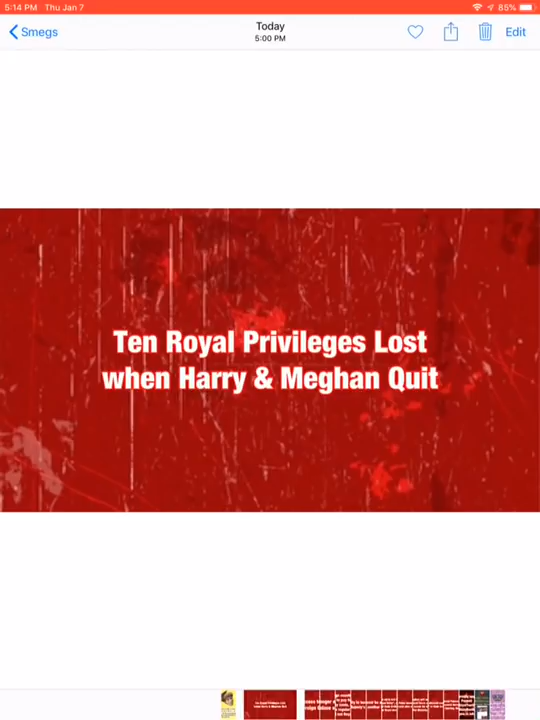 5:14 PM Thu Jan 7
85%
Smegs
Today
5:00 PM
Edit
Ten Royal Privileges Lost
when Harry & Meghan Quit